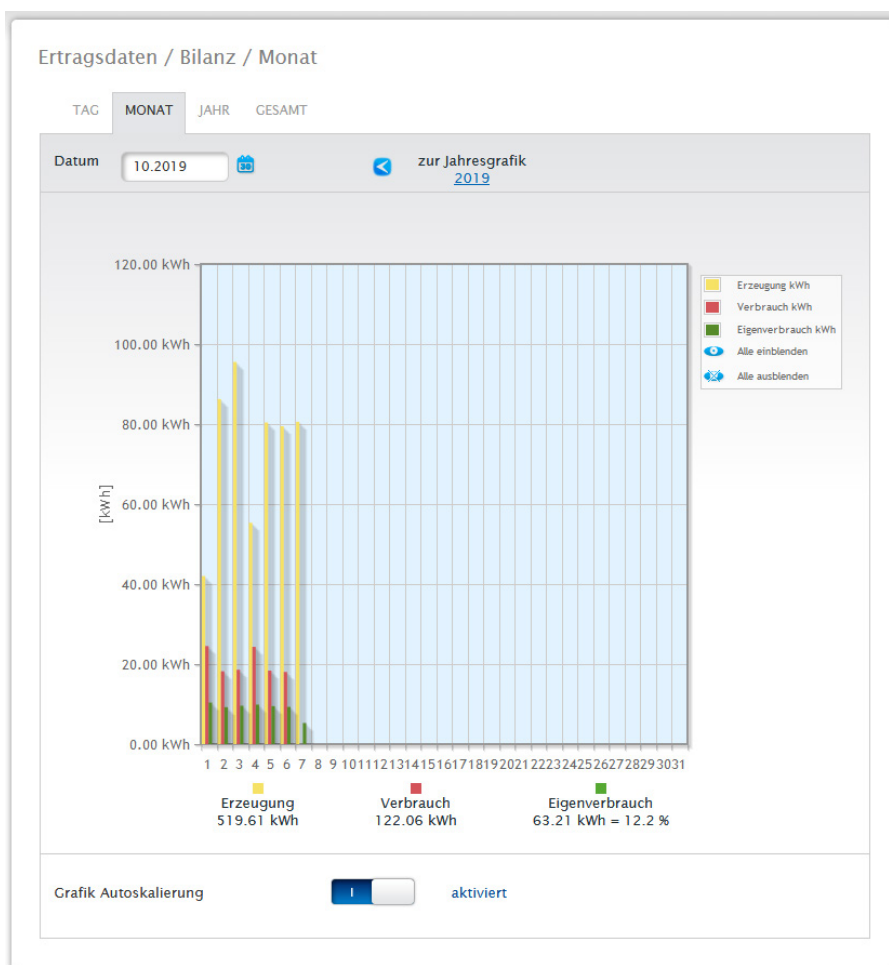 Ertragsdaten / Bilanz / Monat
TAG MONAT JAHR GESAMT
Datum 10.2019 30 zur Jahresgrafik
2019
120.00 kWh
100.00 kWh
80.00 kWh
60.00 kWh
40.00 kWh
20.00 kWh
0.00 kWh
[kWh]
Erzeugung kWh
Verbrauch kWh
Eigenverbrauch kWh
Alle einblenden
Alle ausblenden
1 2 3 4 5 6 7 8 9 10 11 12 13 14 15 16 17 18 19 20 21 22 23 24 25 26 27 28 29 30 31
Erzeugung
519.61 kWh
Verbrauch
122.06 kWh
Eigenverbrauch
63.21 kWh = 12.2 %
Grafik Autoskalierung I aktiviert